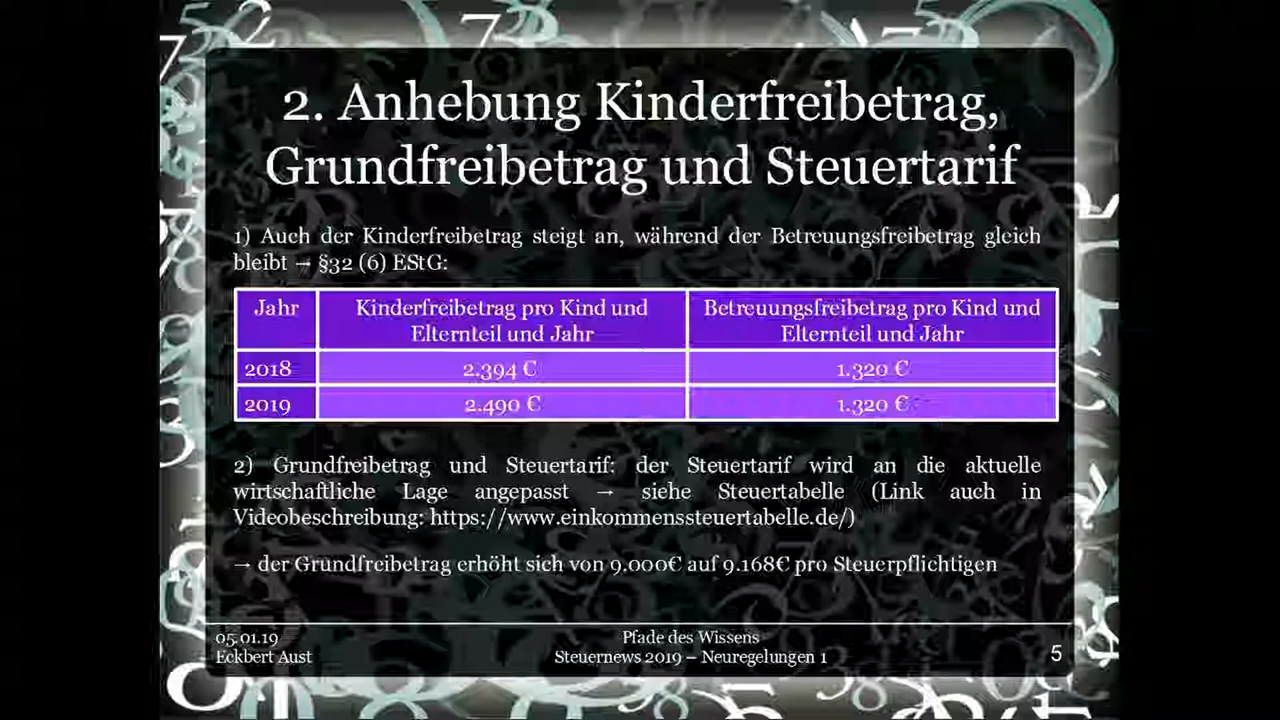 2. Anhebung Kinderfreibetrag,
Grundfreibetrag und Steuertarif
1) Auch der Kinderfreibetrag steigt an, während der Betreuungsfreibetrag gleich
bleibt → §32 (6) EStG:
Jahr
Kinderfreibetrag pro Kind und
Elternteil und Jahr
Betreuungsfreibetrag pro Kind und
Elternteil und Jahr
2018 2.394 € 1.320 €
2019 2.490 € 1.320 €
2) Grundfreibetrag und Steuertarif: der Steuertarif wird an die aktuelle
wirtschaftliche Lage angepasst → siehe Steuertabelle (Link auch in
Videobeschreibung: https://www.einkommenssteuertabelle.de/)
→ der Grundfreibetrag erhöht sich von 9.000€ auf 9.168€ pro Steuerpflichtigen
05.01.19
Eckbert Aust
Pfade des Wissens
Steuernews 2019 – Neuregelungen 1
5